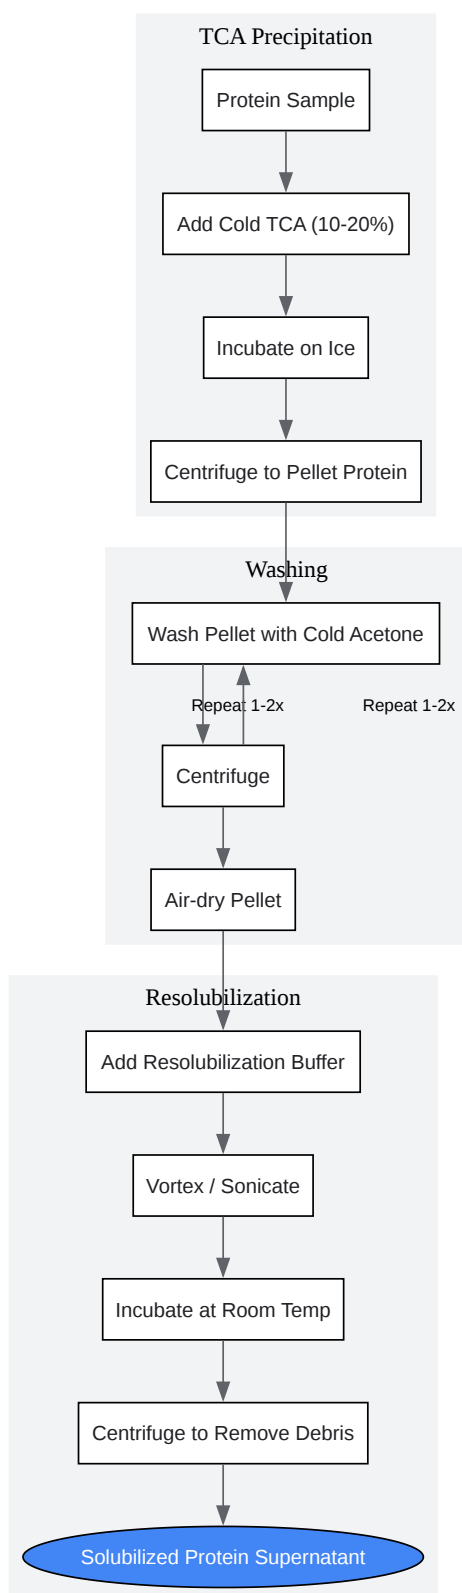 TCA Precipitation
Protein Sample
Add Cold TCA (10-20%)
Incubate on Ice
Centrifuge to Pellet Protein
Washing
Wash Pellet with Cold Acetone
Repeat 1-2x
Repeat 1-2x
Centrifuge
Air-dry Pellet
Resolubilization
Add Resolubilization Buffer
Vortex / Sonicate
Incubate at Room Temp
Centrifuge to Remove Debris
Solubilized Protein Supernatant